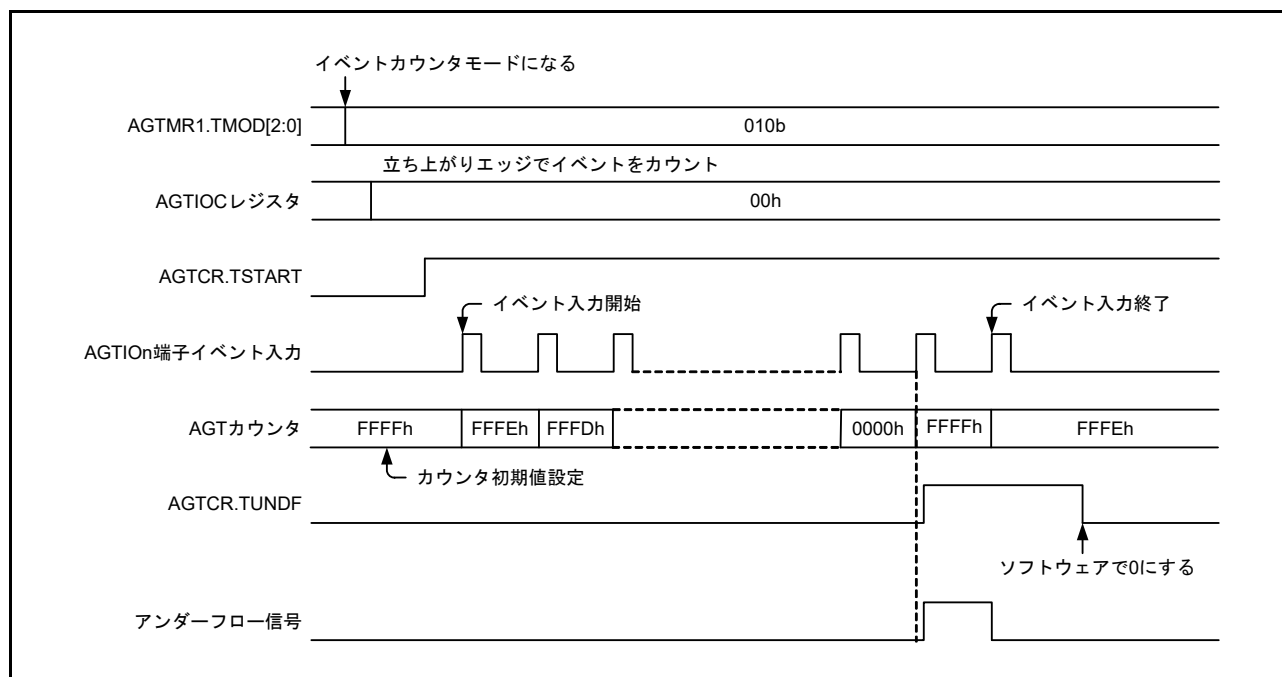 イベントカウンタモードになる
AGTMR1.TMOD[2:0]
010b
立ち上がりエッジでイベントをカウント
AGTIOCレジスタ
00h
AGTCR.TSTART
イベント入力開始
イベント入力終了
AGTIOn端子イベント入力
AGTカウンタ
FFFFh
FFFEh
FFFDh
0000h
FFFFh
FFFEh
カウンタ初期値設定
AGTCR.TUNDF
ソフトウェアで0にする
アンダーフロー信号